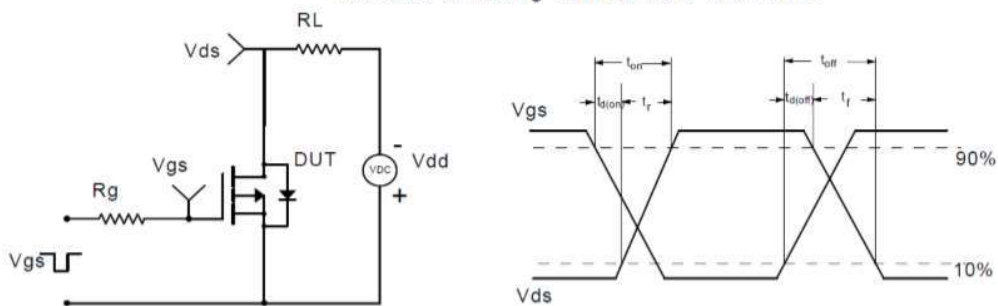 RL
Vds
Vgs
DUT
-
Vdd
VDC
+
Rg
Vgs
ton
toff
td(on)
tr
td(off)
tf
Vgs
90%
10%
Vds